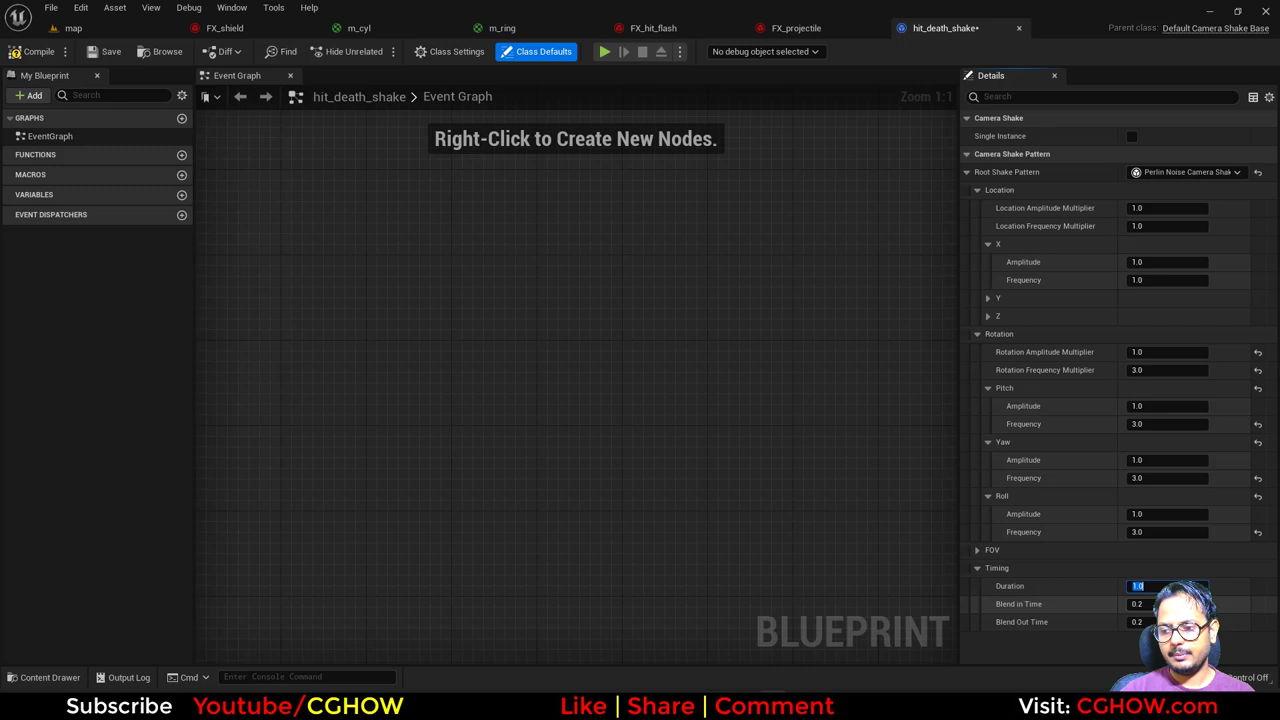 File Edit Asset View Debug Window Tools Help
map FX_shield m_cyl m_ring FX_hit_flash FX_projectile hit_death_shake• Parent class: Default Camera Shake Base
Compile Save Browse Diff Find Hide Unrelated Class Settings Class Defaults No debug object selected
My Blueprint Event Graph Details
Add Search hit_death_shake Event Graph Zoom 1:1 Search
GRAPHS
EventGraph
FUNCTIONS
MACROS
VARIABLES
EVENT DISPATCHERS
Right-Click to Create New Nodes.
BLUEPRINT
Camera Shake
Single Instance
Camera Shake Pattern
Root Shake Pattern Perlin Noise Camera Shak
Location
Location Amplitude Multiplier 1.0
Location Frequency Multiplier 1.0
X
Amplitude 1.0
Frequency 1.0
Y
Z
Rotation
Rotation Amplitude Multiplier 1.0
Rotation Frequency Multiplier 3.0
Pitch
Amplitude 1.0
Frequency 3.0
Yaw
Amplitude 1.0
Frequency 3.0
Roll
Amplitude 1.0
Frequency 3.0
FOV
Timing
Duration 1.0
Blend in Time 0.2
Blend Out Time 0.2
Content Drawer Output Log Cmd Enter Console Command ontrol Off
Subscribe Youtube/CGHOW Like | Share | Comment Visit: CGHOW.com